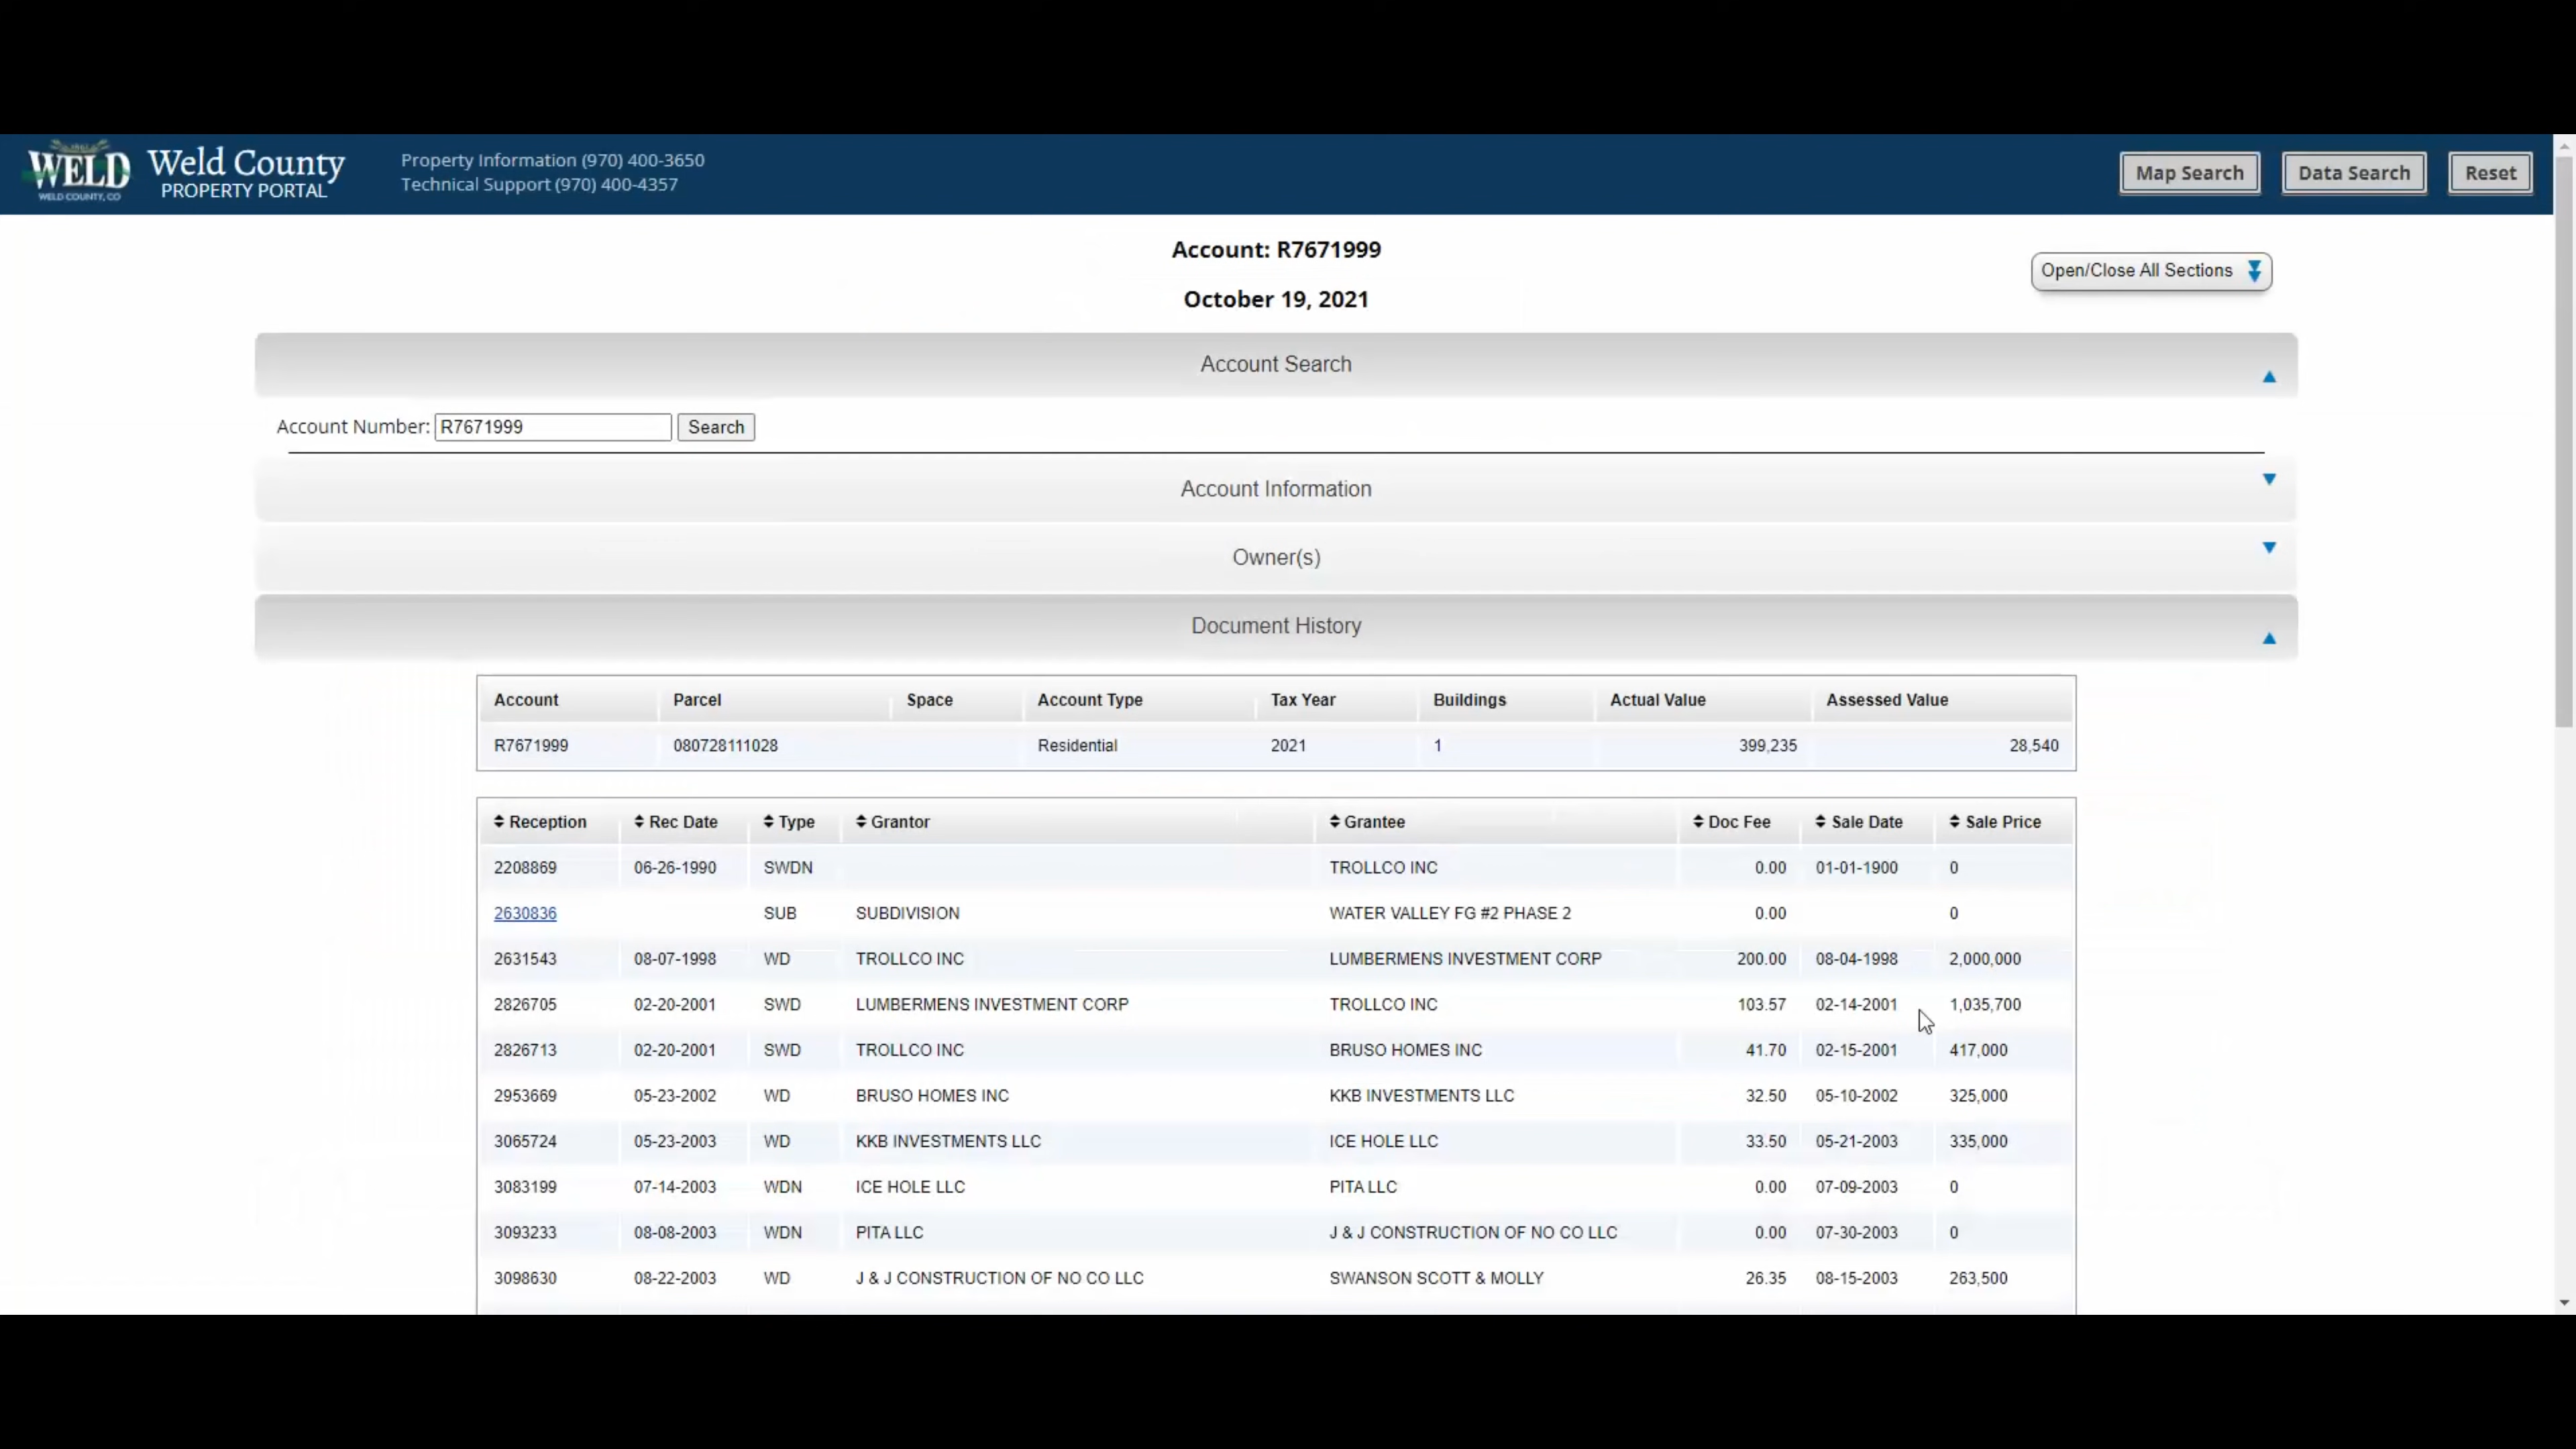 WELD
WELD COUNTY, CO
Weld County
PROPERTY PORTAL
Property Information (970) 400-3650
Technical Support (970) 400-4357
Map Search
Data Search
Reset
Account: R7671999
October 19, 2021
Open/Close All Sections
Account Search
Account Number: R7671999 Search
Account Information
Owner(s)
Document History
Account Parcel Space Account Type Tax Year Buildings Actual Value Assessed Value
R7671999 080728111028 Residential 2021 1 399,235 28,540
Reception Rec Date Type Grantor Grantee Doc Fee Sale Date Sale Price
2208869 06-26-1990 SWDN TROLLCO INC 0.00 01-01-1900 0
2630836 SUB SUBDIVISION WATER VALLEY FG #2 PHASE 2 0.00 0
2631543 08-07-1998 WD TROLLCO INC LUMBERMENS INVESTMENT CORP 200.00 08-04-1998 2,000,000
2826705 02-20-2001 SWD LUMBERMENS INVESTMENT CORP TROLLCO INC 103.57 02-14-2001 1,035,700
2826713 02-20-2001 SWD TROLLCO INC BRUSO HOMES INC 41.70 02-15-2001 417,000
2953669 05-23-2002 WD BRUSO HOMES INC KKB INVESTMENTS LLC 32.50 05-10-2002 325,000
3065724 05-23-2003 WD KKB INVESTMENTS LLC ICE HOLE LLC 33.50 05-21-2003 335,000
3083199 07-14-2003 WDN ICE HOLE LLC PITA LLC 0.00 07-09-2003 0
3093233 08-08-2003 WDN PITA LLC J & J CONSTRUCTION OF NO CO LLC 0.00 07-30-2003 0
3098630 08-22-2003 WD J & J CONSTRUCTION OF NO CO LLC SWANSON SCOTT & MOLLY 26.35 08-15-2003 263,500